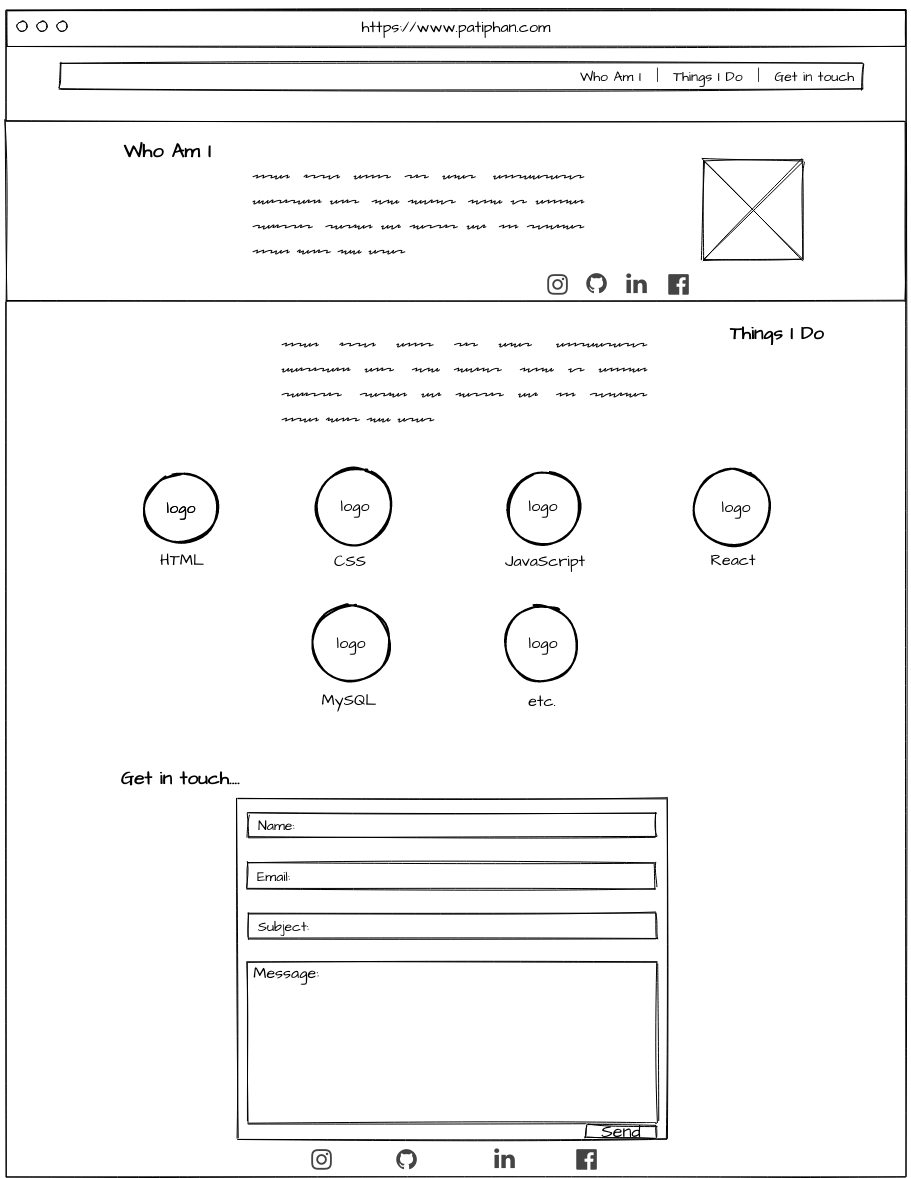 https://www.patiphan.com
Who Am I | Things I Do | Get in touch
Who Am I
Things I Do
logo logo logo logo
HTML CSS JavaScript React
logo logo
MySQL etc.
Get in touch....
Name:
Email:
Subject:
Message:
Send